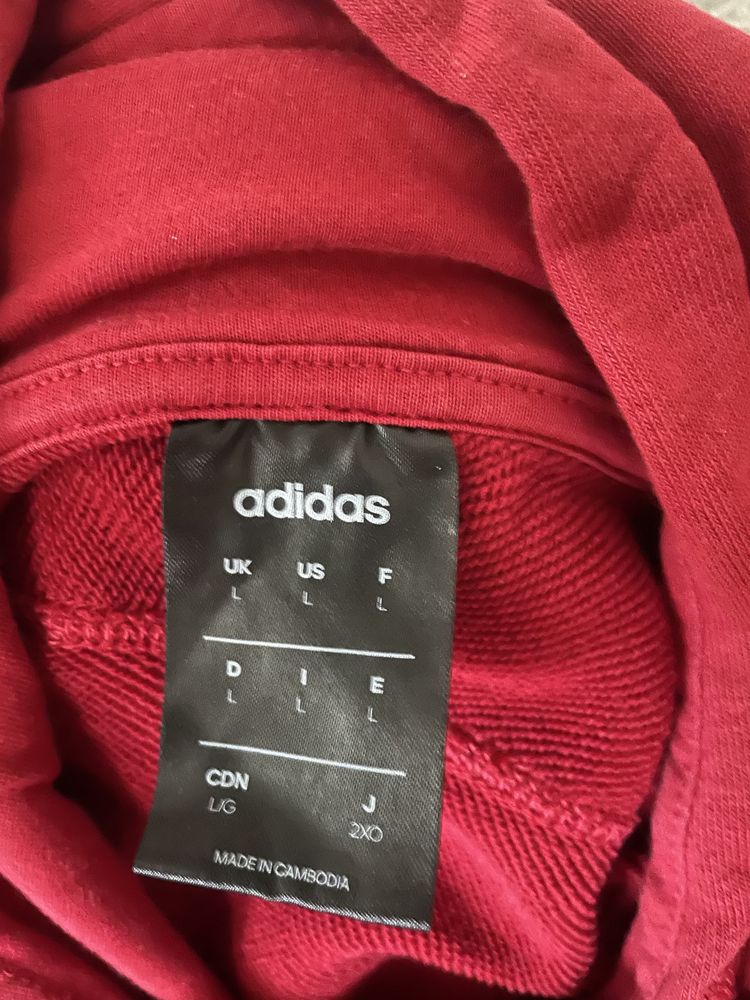 adidas
UK US F
L L L
D I E
L L L
CDN J
L/G 2XO
MADE IN CAMBODIA